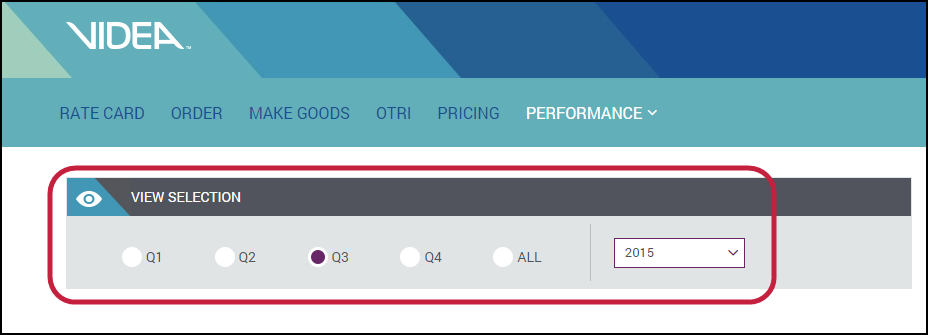 VIDEA™
RATE CARD ORDER MAKE GOODS OTRI PRICING PERFORMANCE
VIEW SELECTION
Q1 Q2 Q3 Q4 ALL 2015